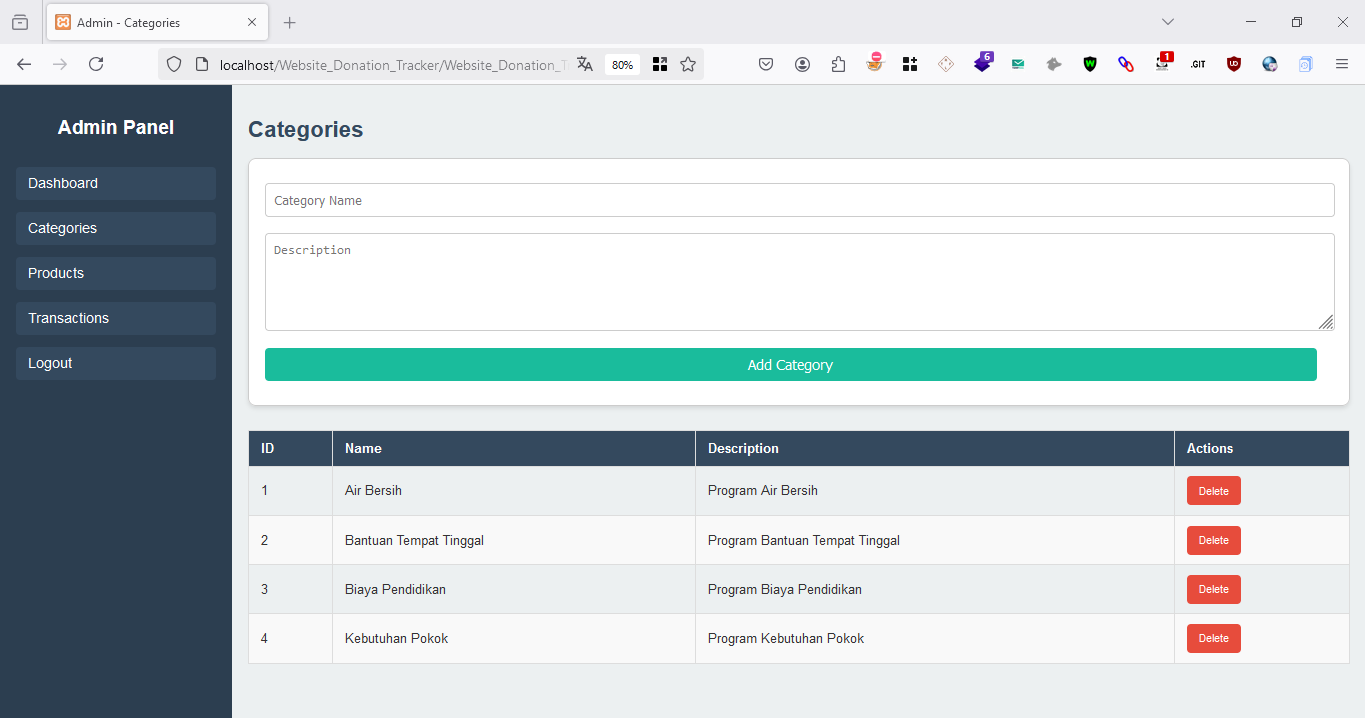 Admin - Categories
localhost/Website_Donation_Tracker/Website_Donation_T
80%
6
1
.GIT
Admin Panel
Dashboard
Categories
Products
Transactions
Logout
Categories
Category Name
Description
Add Category
ID Name Description Actions
1 Air Bersih Program Air Bersih Delete
2 Bantuan Tempat Tinggal Program Bantuan Tempat Tinggal Delete
3 Biaya Pendidikan Program Biaya Pendidikan Delete
4 Kebutuhan Pokok Program Kebutuhan Pokok Delete